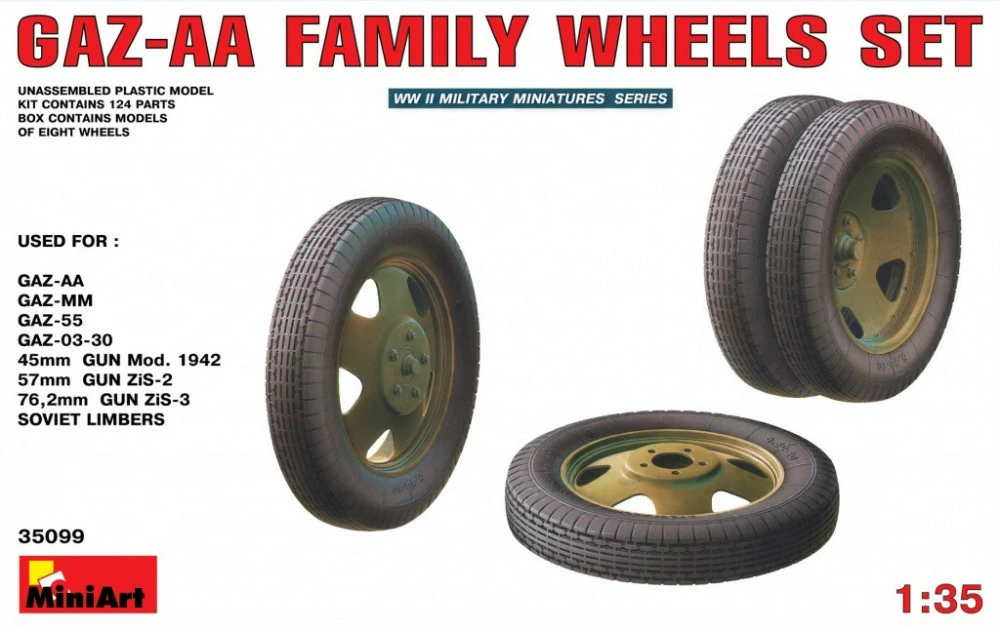 GAZ-AA FAMILY WHEELS SET
UNASSEMBLED PLASTIC MODEL
KIT CONTAINS 124 PARTS
BOX CONTAINS MODELS
OF EIGHT WHEELS
WW II MILITARY MINIATURES SERIES
USED FOR :
GAZ-AA
GAZ-MM
GAZ-55
GAZ-03-30
45mm GUN Mod. 1942
57mm GUN ZiS-2
76,2mm GUN ZiS-3
SOVIET LIMBERS
35099
MiniArt
1:35